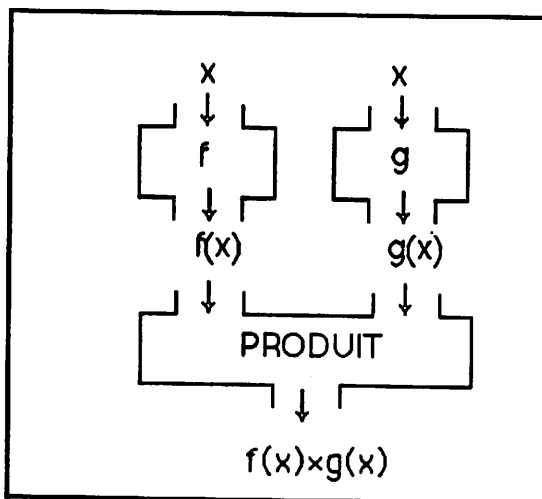 x x
f g
f(x) g(x)
PRODUIT
f(x)×g(x)